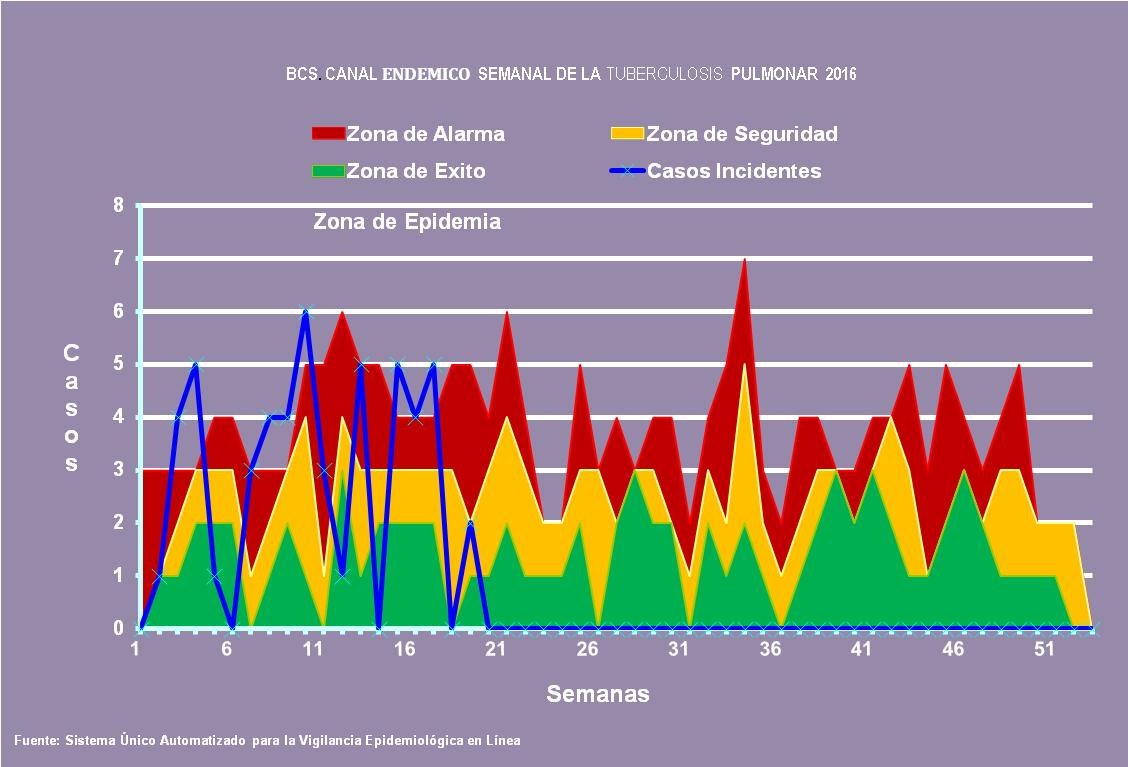 BCS. CANAL ENDEMICO SEMANAL DE LA TUBERCULOSIS PULMONAR 2016
Zona de Alarma
Zona de Seguridad
Zona de Exito
Casos Incidentes
Zona de Epidemia
8
7
6
5
4
3
2
1
0
Casos
1 6 11 16 21 26 31 36 41 46 51
Semanas
Fuente: Sistema Único Automatizado para la Vigilancia Epidemiológica en Línea